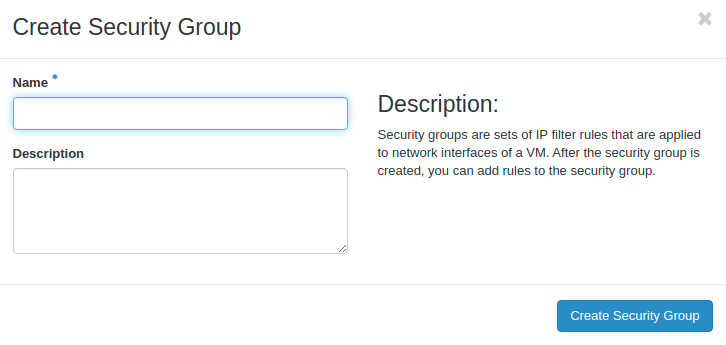 Create Security Group
×
Name *
Description
Description:
Security groups are sets of IP filter rules that are applied
to network interfaces of a VM. After the security group is
created, you can add rules to the security group.
Create Security Group